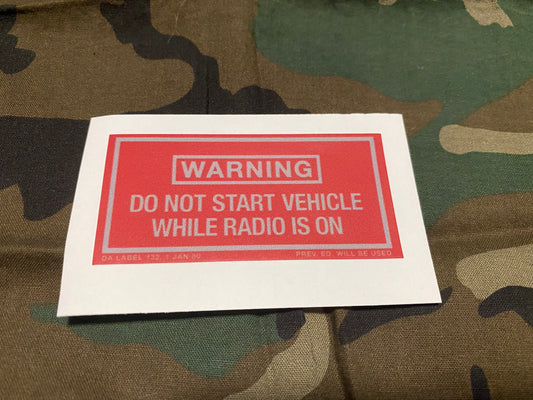 WARNING
DO NOT START VEHICLE
WHILE RADIO IS ON
DA LABEL 132, 1 JAN 80 PREV. ED. WILL BE USED